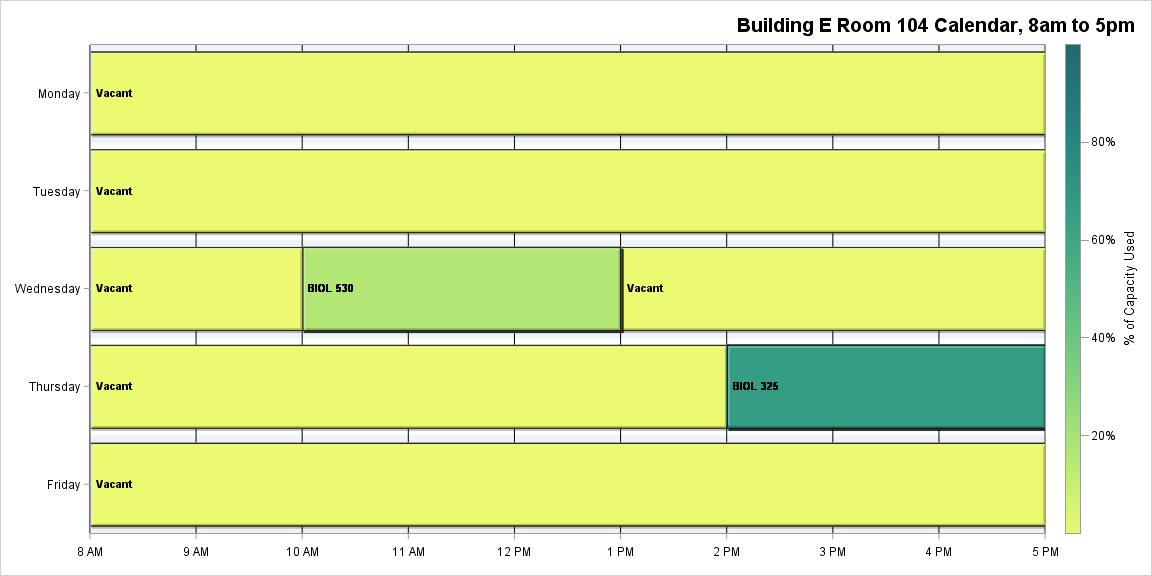 Building E Room 104 Calendar, 8am to 5pm
Monday
Vacant
Tuesday
Vacant
Wednesday
Vacant
BIOL 530
Vacant
Thursday
Vacant
BIOL 325
Friday
Vacant
8 AM 9 AM 10 AM 11 AM 12 PM 1 PM 2 PM 3 PM 4 PM 5 PM
80%
60%
40%
20%
% of Capacity Used